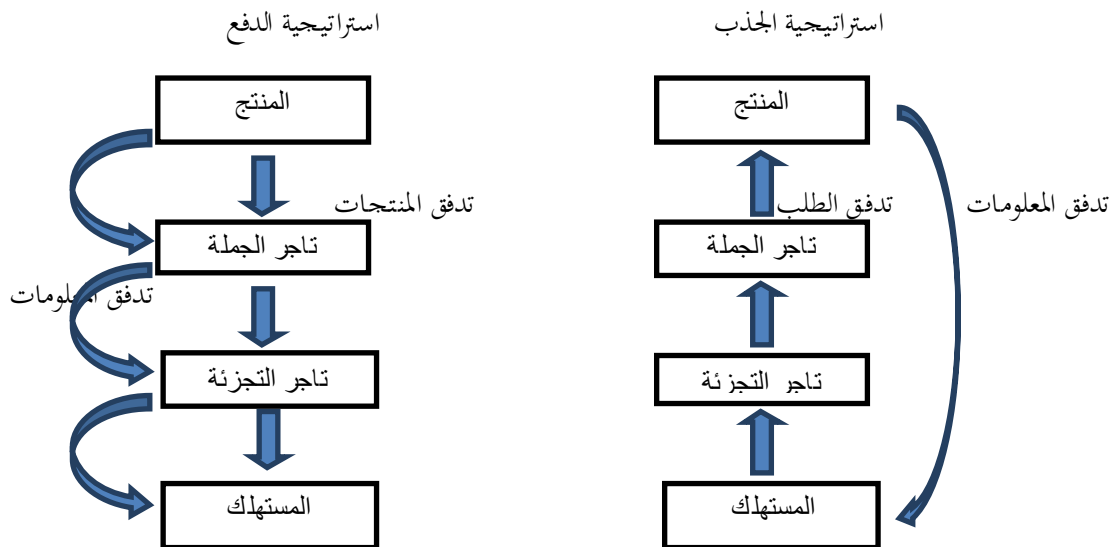 استراتيجية الجذب
المنتج
تدفق الطلب
تدفق المعلومات
تاجر الجملة
تاجر التجزئة
المستهلك
استراتيجية الدفع
المنتج
تدفق المنتجات
تاجر الجملة
تدفق المعلومات
تاجر التجزئة
المستهلك